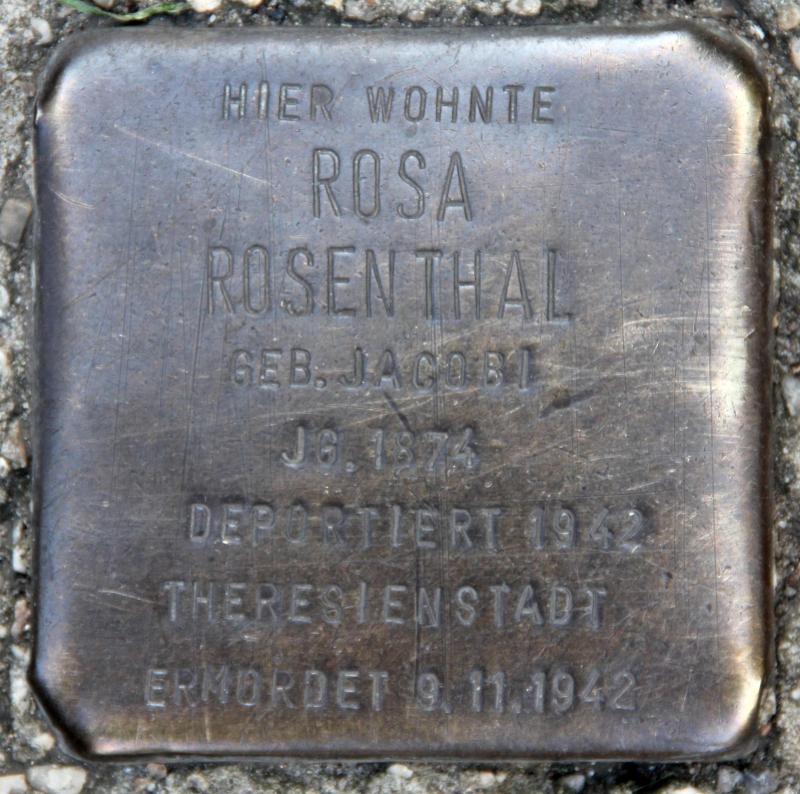 HIER WOHNTE
ROSA
ROSENTHAL
GEB. JACOBI
JG. 1874
DEPORTIERT 1942
THERESIENSTADT
ERMORDET 9.11.1942